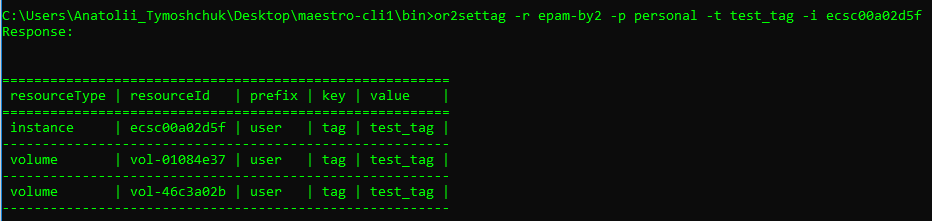 C:\Users\Anatolii_Tymoshchuk\Desktop\maestro-cli1\bin>or2settag -r epam-by2 -p personal -t test_tag -i ecsc00a02d5f
Response:
========================================================
resourceType | resourceId | prefix | key | value |
========================================================
instance | ecsc00a02d5f | user | tag | test_tag |
--------------------------------------------------------
volume | vol-01084e37 | user | tag | test_tag |
--------------------------------------------------------
volume | vol-46c3a02b | user | tag | test_tag |
--------------------------------------------------------